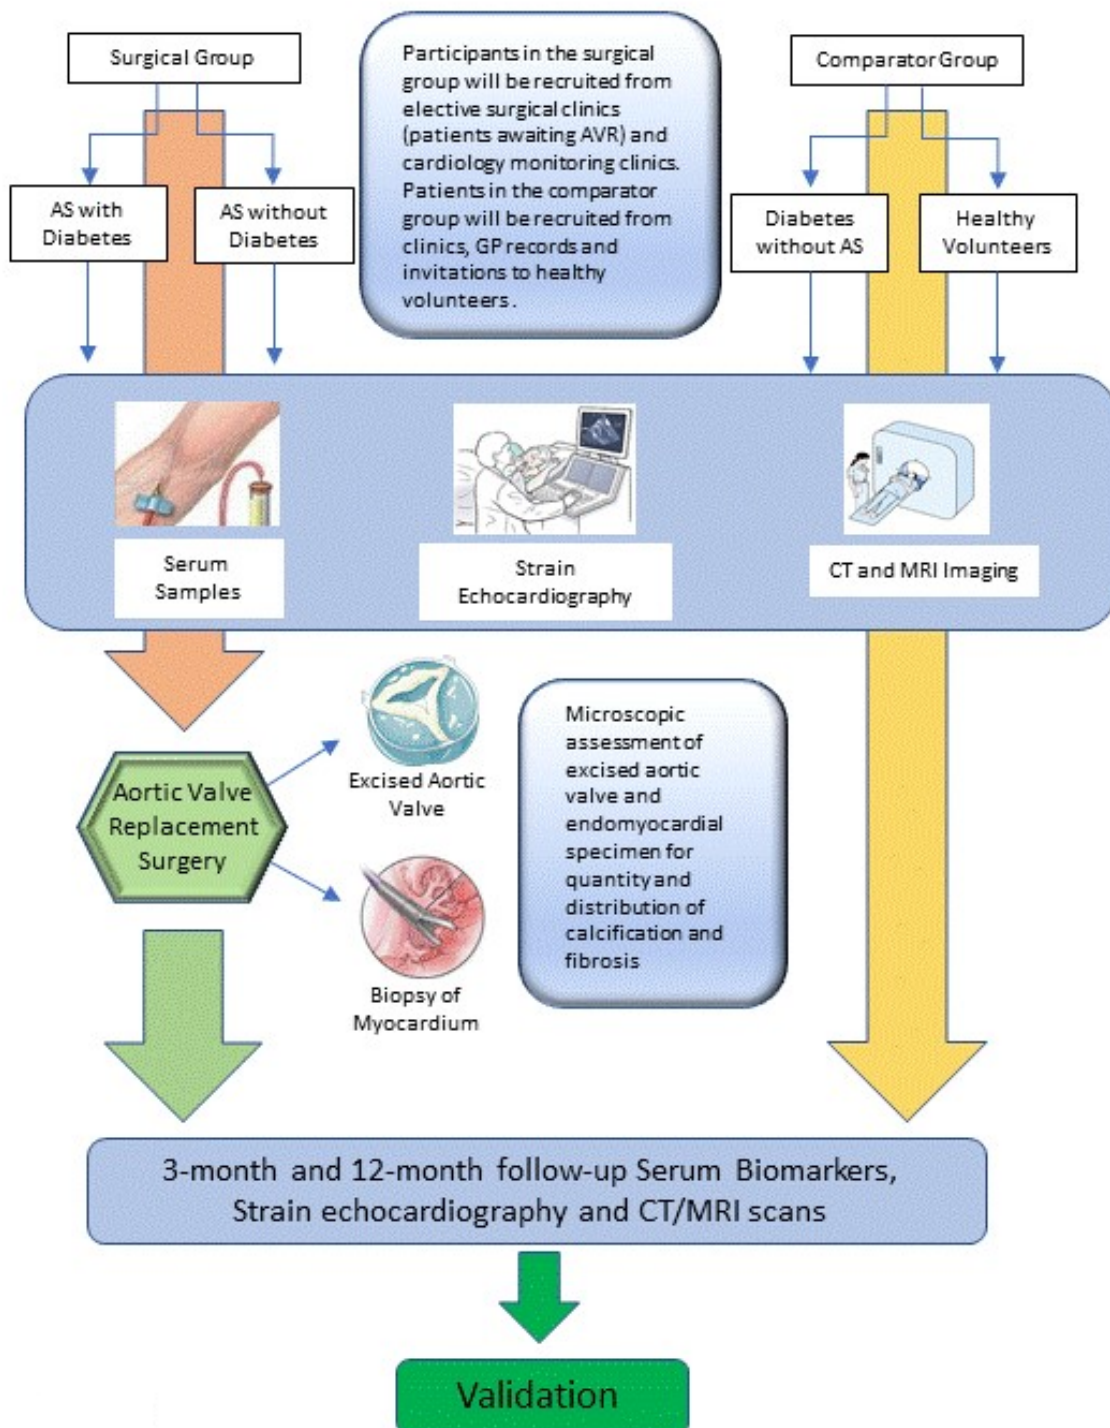 Surgical Group
Participants in the surgical
group will be recruited from
elective surgical clinics
(patients awaiting AVR) and
cardiology monitoring clinics.
Patients in the comparator
group will be recruited from
clinics, GP records and
invitations to healthy
volunteers .
Comparator Group
AS with
Diabetes
AS without
Diabetes
Diabetes
without AS
Healthy
Volunteers
Serum
Samples
Strain
Echocardiography
CT and MRI Imaging
Aortic Valve
Replacement
Surgery
Excised Aortic
Valve
Biopsy of
Myocardium
Microscopic
assessment of
excised aortic
valve and
endomyocardial
specimen for
quantity and
distribution of
calcification and
fibrosis
3-month and 12-month follow-up Serum Biomarkers,
Strain echocardiography and CT/MRI scans
Validation